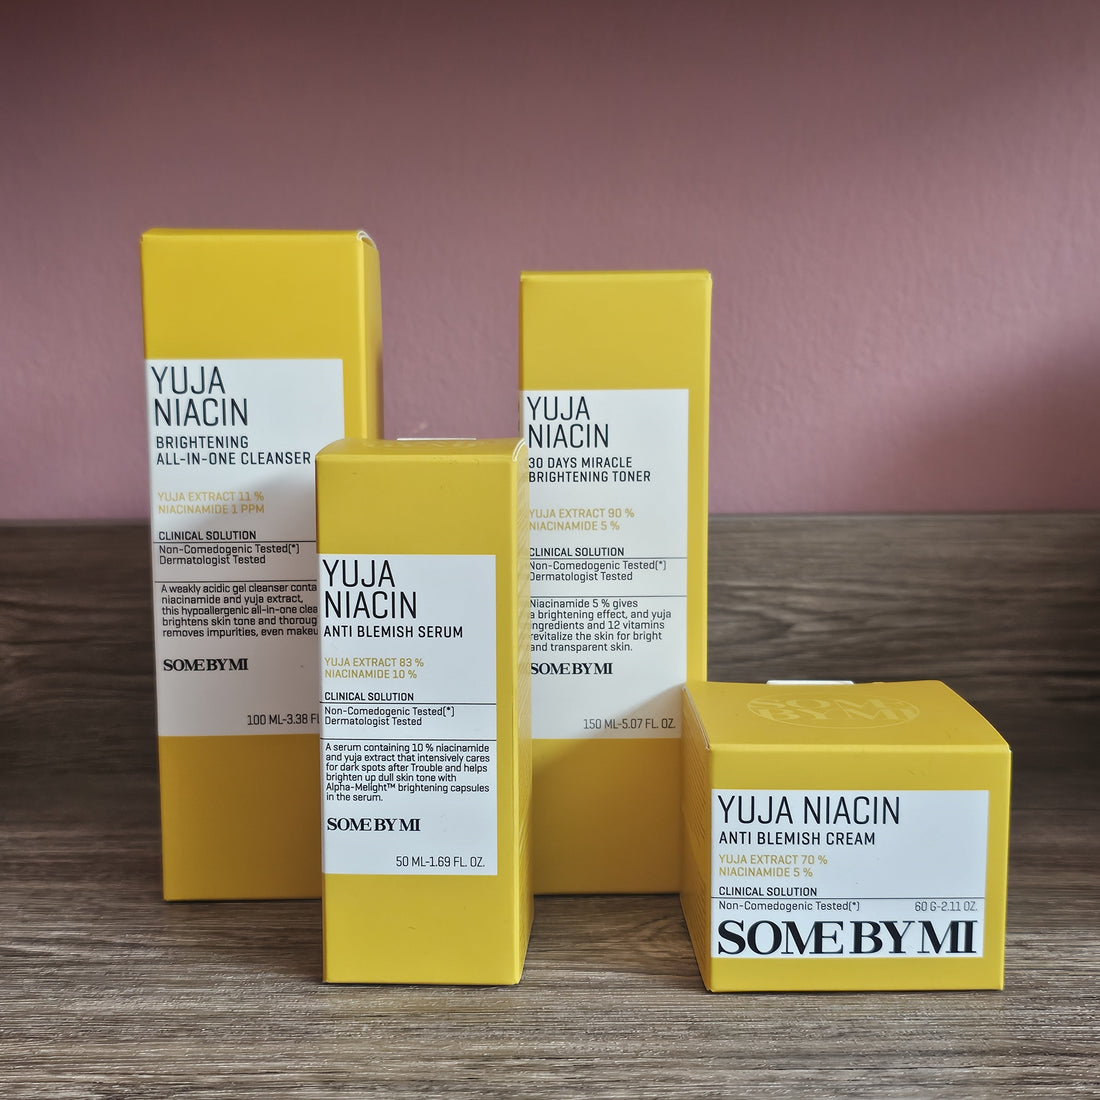 YUJA
NIACIN
BRIGHTENING
ALL-IN-ONE CLEANSER
YUJA EXTRACT 11 %
NIACINAMIDE 1 PPM
CLINICAL SOLUTION
Non-Comedogenic Tested(*)
Dermatologist Tested
A weakly acidic gel cleanser
niacinamide and yuja extract,
this hypoallergenic all-in-one
brightens skin tone and
removes impurities, even
SOME BY MI
100 ML-3.38
YUJA
NIACIN
ANTI BLEMISH SERUM
YUJA EXTRACT 83 %
NIACINAMIDE 10 %
CLINICAL SOLUTION
Non-Comedogenic Tested(*)
Dermatologist Tested
A serum containing 10 % niacinamide
and yuja extract that intensively cares
for dark spots after Trouble and helps
brighten up dull skin tone with
Alpha-Melight™ brightening capsules
in the serum.
SOME BY MI
50 ML-1.69 FL. OZ.
YUJA
NIACIN
30 DAYS MIRACLE
BRIGHTENING TONER
YUJA EXTRACT 90 %
NIACINAMIDE 5 %
CLINICAL SOLUTION
Non-Comedogenic Tested(*)
Dermatologist Tested
Niacinamide 5 % gives
a brightening effect, and yuja
ingredients and 12 vitamins
revitalize the skin for bright
and transparent skin.
SOME BY MI
150 ML-5.07 FL. OZ.
SOME
BY MI
YUJA NIACIN
ANTI BLEMISH CREAM
YUJA EXTRACT 70 %
NIACINAMIDE 5 %
CLINICAL SOLUTION
Non-Comedogenic Tested(*)
60 G-2.11 OZ.
SOME BY MI